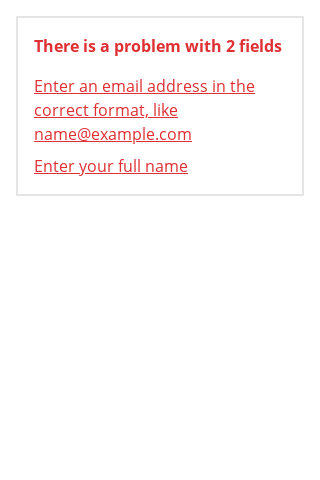 There is a problem with 2 fields
Enter an email address in the
correct format, like
name@example.com
Enter your full name